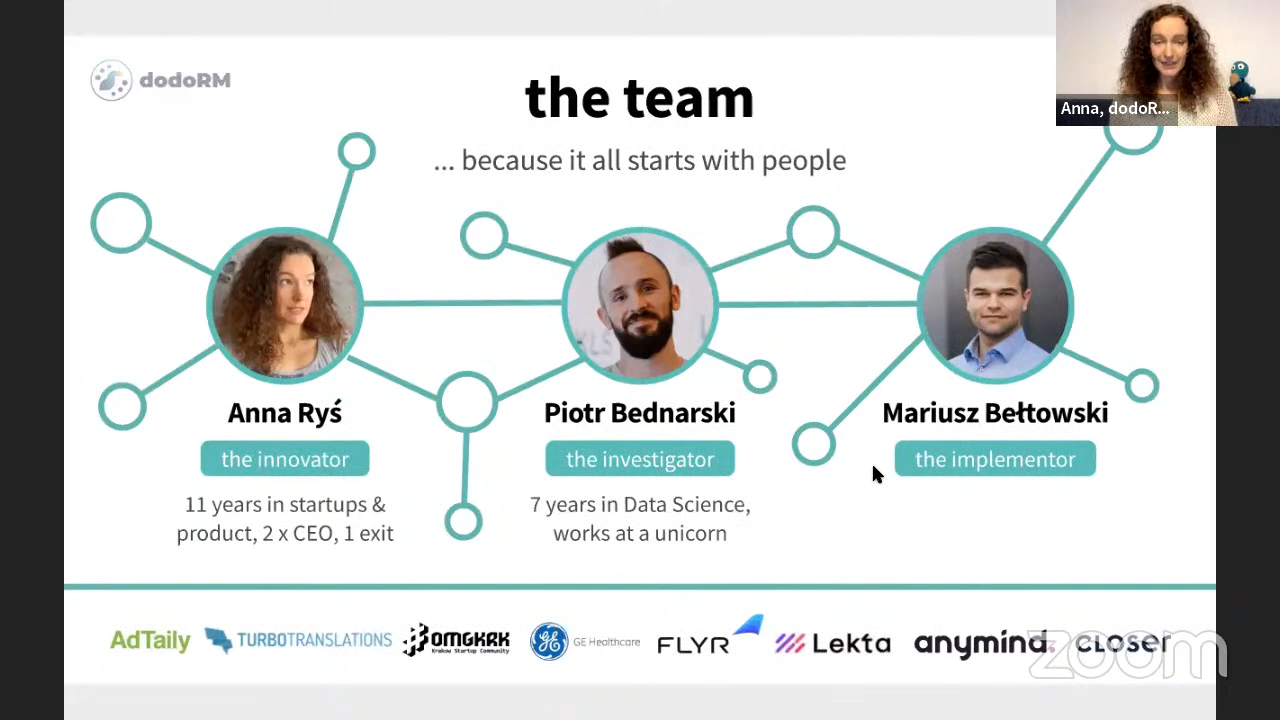 dodoRM
the team
Anna, dodoR...
... because it all starts with people
Anna Ryś
the innovator
11 years in startups &
product, 2 x CEO, 1 exit
Piotr Bednarski
the investigator
7 years in Data Science,
works at a unicorn
Mariusz Bełtowski
the implementor
AdTaily
TURBOTRANSLATIONS
#OMGKRK
Krakow Startup Community
GE Healthcare
FLYR
Lekta
anymind.
CLOSER
zoom